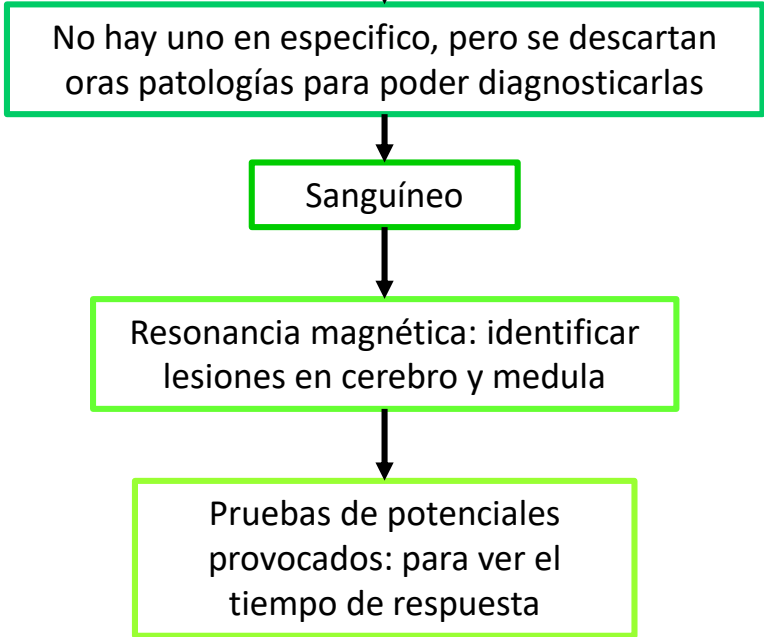 No hay uno en especifico, pero se descartan
oras patologías para poder diagnosticarlas
Sanguíneo
Resonancia magnética: identificar
lesiones en cerebro y medula
Pruebas de potenciales
provocados: para ver el
tiempo de respuesta